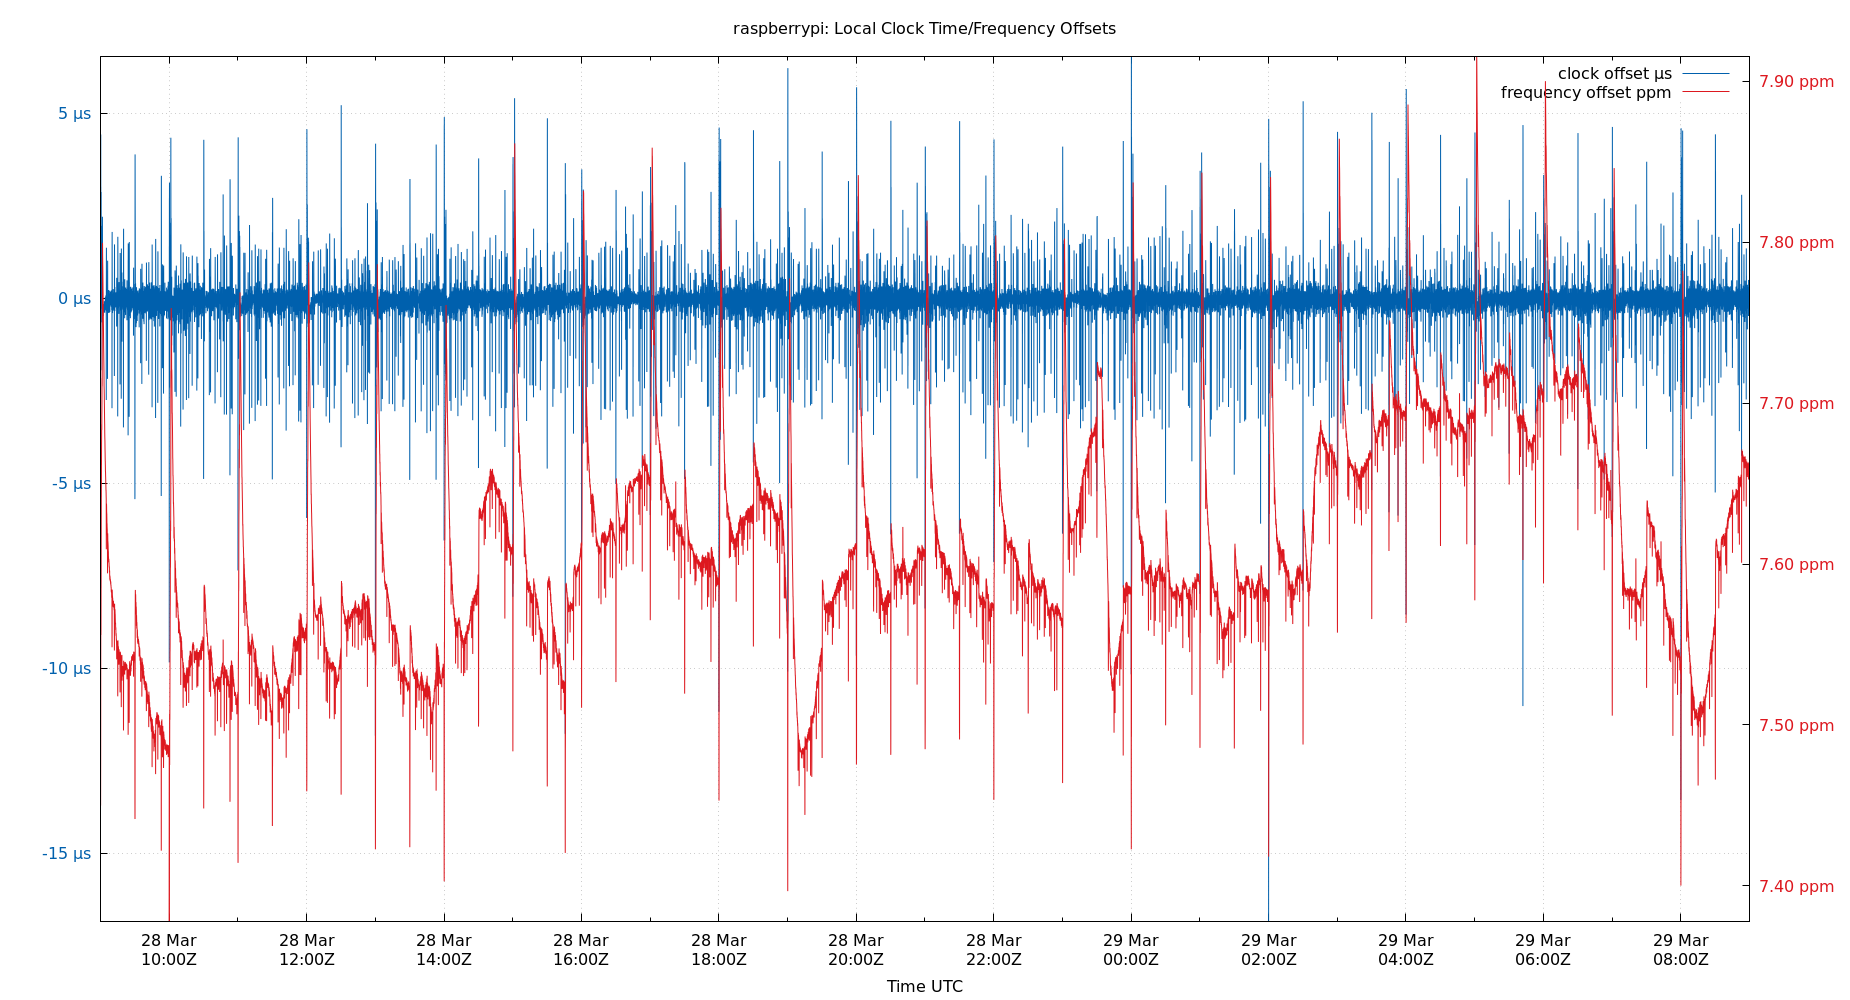 raspberrypi: Local Clock Time/Frequency Offsets
clock offset µs
frequency offset ppm
5 µs
0 µs
-5 µs
-10 µs
-15 µs
7.90 ppm
7.80 ppm
7.70 ppm
7.60 ppm
7.50 ppm
7.40 ppm
28 Mar 28 Mar 28 Mar 28 Mar 28 Mar 28 Mar 28 Mar 29 Mar 29 Mar 29 Mar 29 Mar 29 Mar
10:00Z 12:00Z 14:00Z 16:00Z 18:00Z 20:00Z 22:00Z 00:00Z 02:00Z 04:00Z 06:00Z 08:00Z
Time UTC